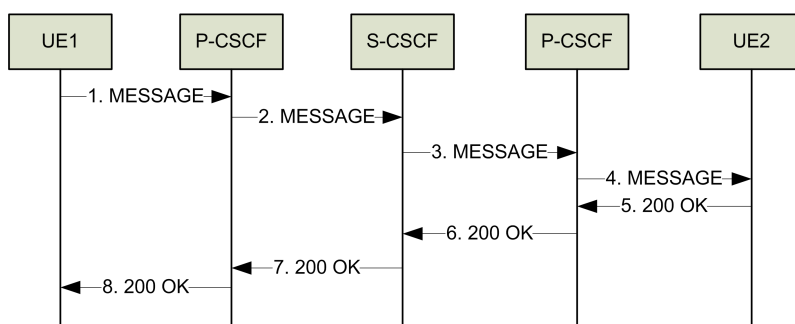 UE1
P-CSCF
S-CSCF
P-CSCF
UE2
1. MESSAGE
2. MESSAGE
3. MESSAGE
4. MESSAGE
5. 200 OK
6. 200 OK
7. 200 OK
8. 200 OK